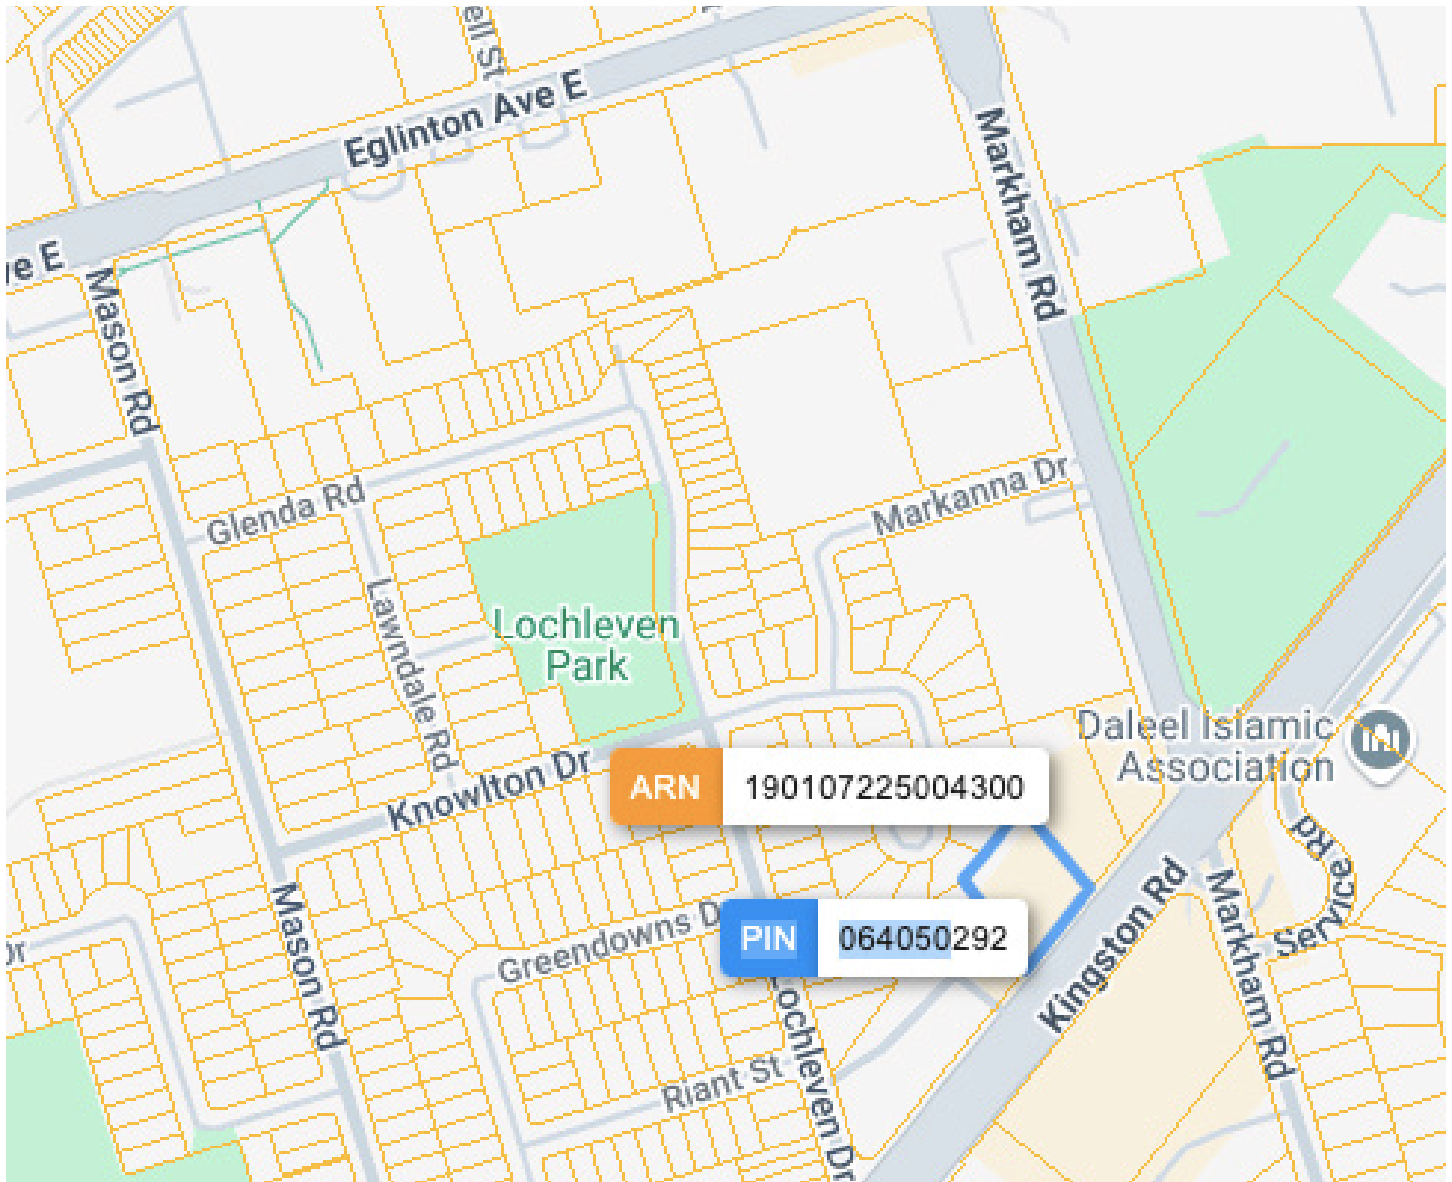 ell St
Eglinton Ave E
ve E
Markham Rd
Mason Rd
Glenda Rd
Markanna Dr
Lawndale Rd
Lochleven
Park
Daleel Islamic
Association
Knowlton Dr
ARN 190107225004300
Service Rd
Kingston Rd
Markham Rd
Greendowns D
PIN 064050292
Dr
Mason Rd
Lochleven Dr
Riant St